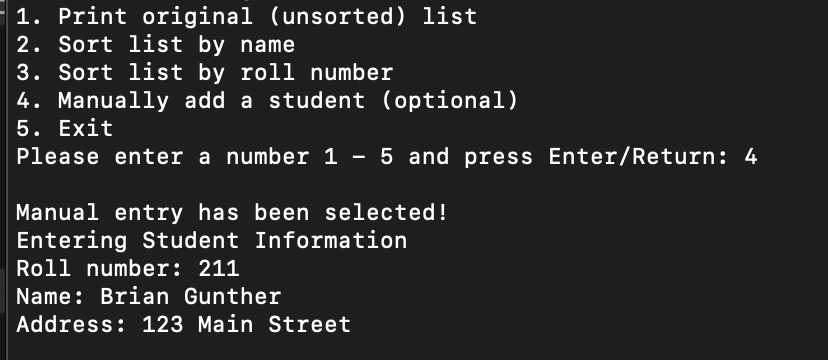 1. Print original (unsorted) list
2. Sort list by name
3. Sort list by roll number
4. Manually add a student (optional)
5. Exit
Please enter a number 1 – 5 and press Enter/Return: 4
Manual entry has been selected!
Entering Student Information
Roll number: 211
Name: Brian Gunther
Address: 123 Main Street